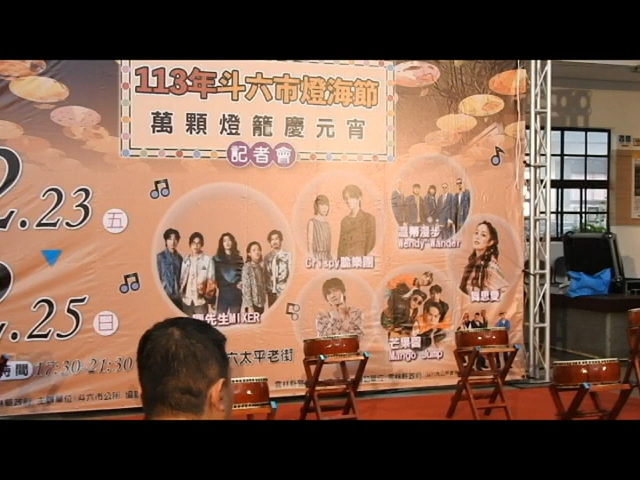 113年斗六市燈海節
萬顆燈籠慶元宵
記者會
2.23 五
2.25 日
時間 17:30-21:30
Crispy脆樂團
溫蒂漫步
Wendy Wander
先生MIXER
芒果醬
Mango Jump
六太平老街